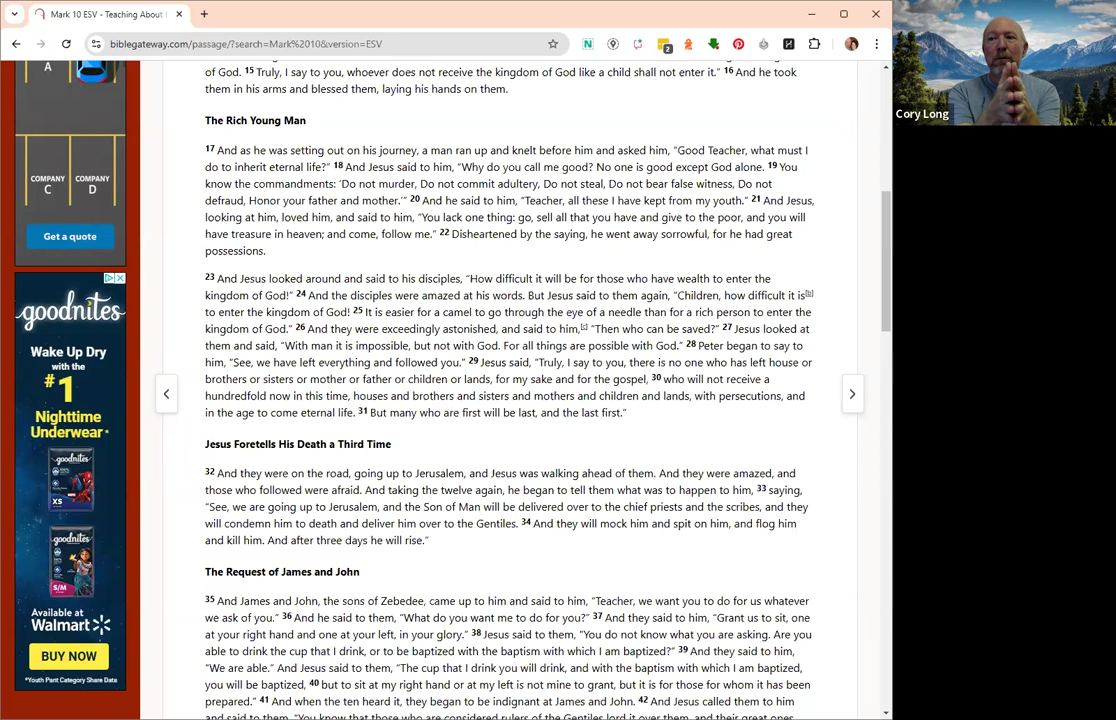 Mark 10 ESV - Teaching About
biblegateway.com/passage/?search=Mark%2010&version=ESV
2
A
COMPANY C
COMPANY D
Get a quote
goodnites
Wake Up Dry
with the
#1
Nighttime
Underwear*
goodnites
XS
goodnites
S/M
Available at
Walmart
BUY NOW
*Youth Pant Category Share Data
of God. 15 Truly, I say to you, whoever does not receive the kingdom of God like a child shall not enter it.” 16 And he took
them in his arms and blessed them, laying his hands on them.
The Rich Young Man
17 And as he was setting out on his journey, a man ran up and knelt before him and asked him, “Good Teacher, what must I
do to inherit eternal life?” 18 And Jesus said to him, “Why do you call me good? No one is good except God alone. 19 You
know the commandments: ‘Do not murder, Do not commit adultery, Do not steal, Do not bear false witness, Do not
defraud, Honor your father and mother.’” 20 And he said to him, “Teacher, all these I have kept from my youth.” 21 And Jesus,
looking at him, loved him, and said to him, “You lack one thing: go, sell all that you have and give to the poor, and you will
have treasure in heaven; and come, follow me.” 22 Disheartened by the saying, he went away sorrowful, for he had great
possessions.
23 And Jesus looked around and said to his disciples, “How difficult it will be for those who have wealth to enter the
kingdom of God!” 24 And the disciples were amazed at his words. But Jesus said to them again, “Children, how difficult it is[b]
to enter the kingdom of God! 25 It is easier for a camel to go through the eye of a needle than for a rich person to enter the
kingdom of God.” 26 And they were exceedingly astonished, and said to him,[c] “Then who can be saved?” 27 Jesus looked at
them and said, “With man it is impossible, but not with God. For all things are possible with God.” 28 Peter began to say to
him, “See, we have left everything and followed you.” 29 Jesus said, “Truly, I say to you, there is no one who has left house or
brothers or sisters or mother or father or children or lands, for my sake and for the gospel, 30 who will not receive a
hundredfold now in this time, houses and brothers and sisters and mothers and children and lands, with persecutions, and
in the age to come eternal life. 31 But many who are first will be last, and the last first.”
Jesus Foretells His Death a Third Time
32 And they were on the road, going up to Jerusalem, and Jesus was walking ahead of them. And they were amazed, and
those who followed were afraid. And taking the twelve again, he began to tell them what was to happen to him, 33 saying,
“See, we are going up to Jerusalem, and the Son of Man will be delivered over to the chief priests and the scribes, and they
will condemn him to death and deliver him over to the Gentiles. 34 And they will mock him and spit on him, and flog him
and kill him. And after three days he will rise.”
The Request of James and John
35 And James and John, the sons of Zebedee, came up to him and said to him, “Teacher, we want you to do for us whatever
we ask of you.” 36 And he said to them, “What do you want me to do for you?” 37 And they said to him, “Grant us to sit, one
at your right hand and one at your left, in your glory.” 38 Jesus said to them, “You do not know what you are asking. Are you
able to drink the cup that I drink, or to be baptized with the baptism with which I am baptized?” 39 And they said to him,
“We are able.” And Jesus said to them, “The cup that I drink you will drink, and with the baptism with which I am baptized,
you will be baptized, 40 but to sit at my right hand or at my left is not mine to grant, but it is for those for whom it has been
prepared.” 41 And when the ten heard it, they began to be indignant at James and John. 42 And Jesus called them to him
and said to them, “You know that those who are considered rulers of the Gentiles lord it over them, and their great ones
Cory Long